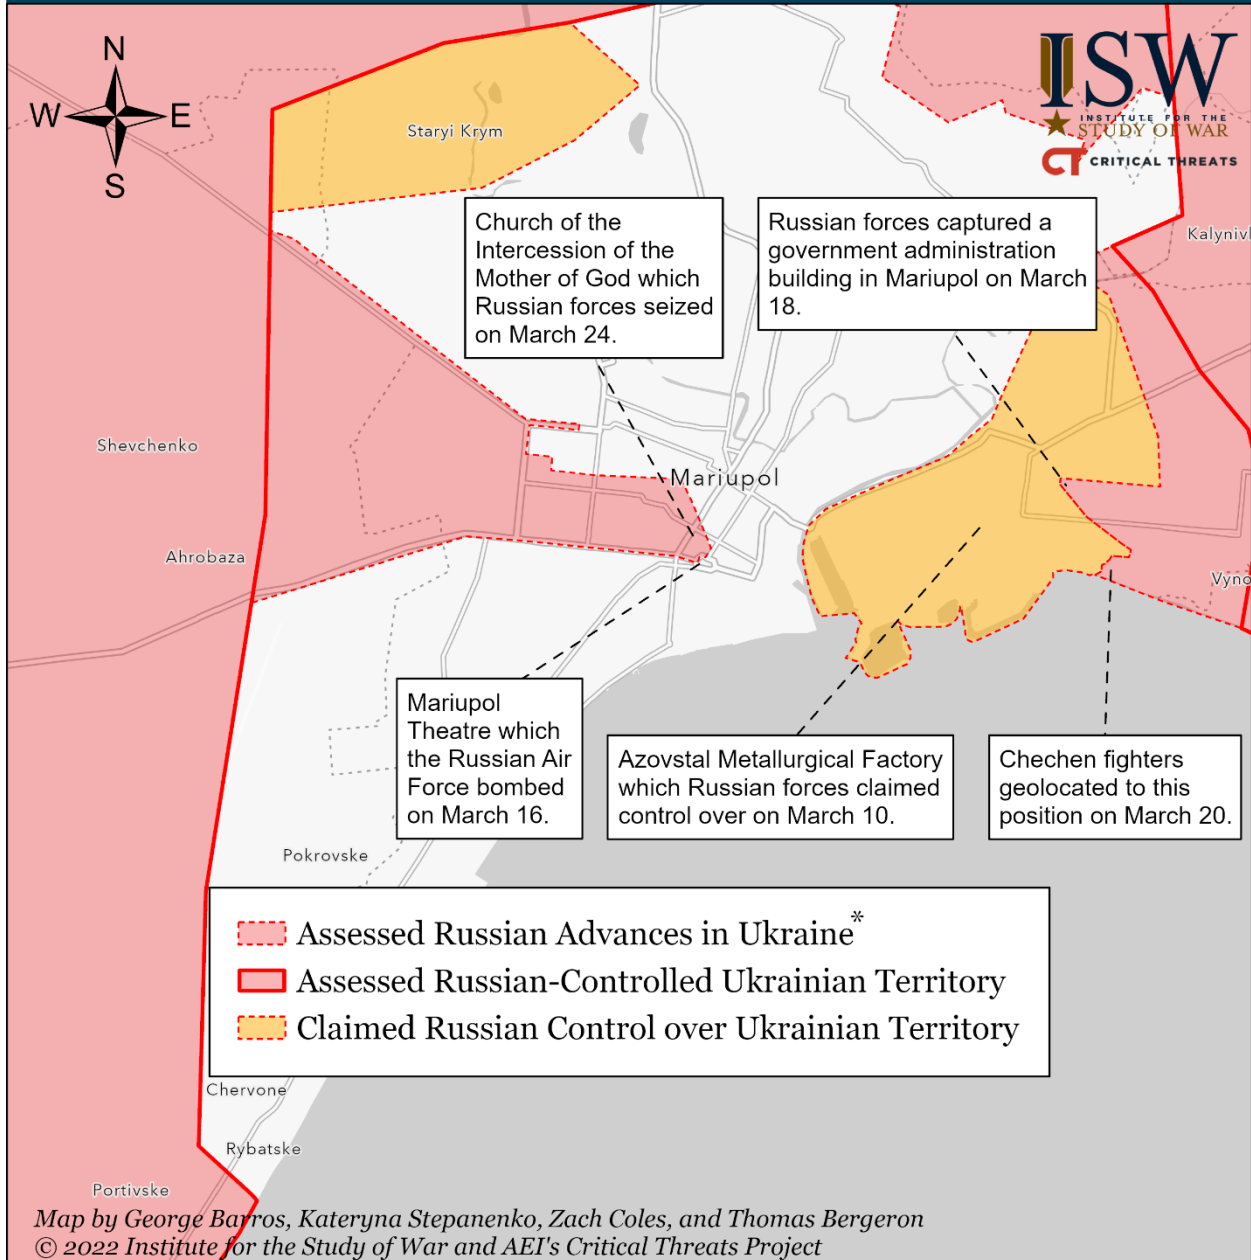 N
W E
S
ISW
INSTITUTE FOR THE
STUDY OF WAR
CT CRITICAL THREATS
Staryi Krym
Church of the
Intercession of the
Mother of God which
Russian forces seized
on March 24.
Russian forces captured a
government administration
building in Mariupol on March
18.
Shevchenko
Mariupol
Ahrobaza
Mariupol
Theatre which
the Russian Air
Force bombed
on March 16.
Azovstal Metallurgical Factory
which Russian forces claimed
control over on March 10.
Chechen fighters
geolocated to this
position on March 20.
Pokrovske
Assessed Russian Advances in Ukraine*
Assessed Russian-Controlled Ukrainian Territory
Claimed Russian Control over Ukrainian Territory
Chervone
Rybatske
Portivske
Map by George Barros, Kateryna Stepanenko, Zach Coles, and Thomas Bergeron
© 2022 Institute for the Study of War and AEI's Critical Threats Project